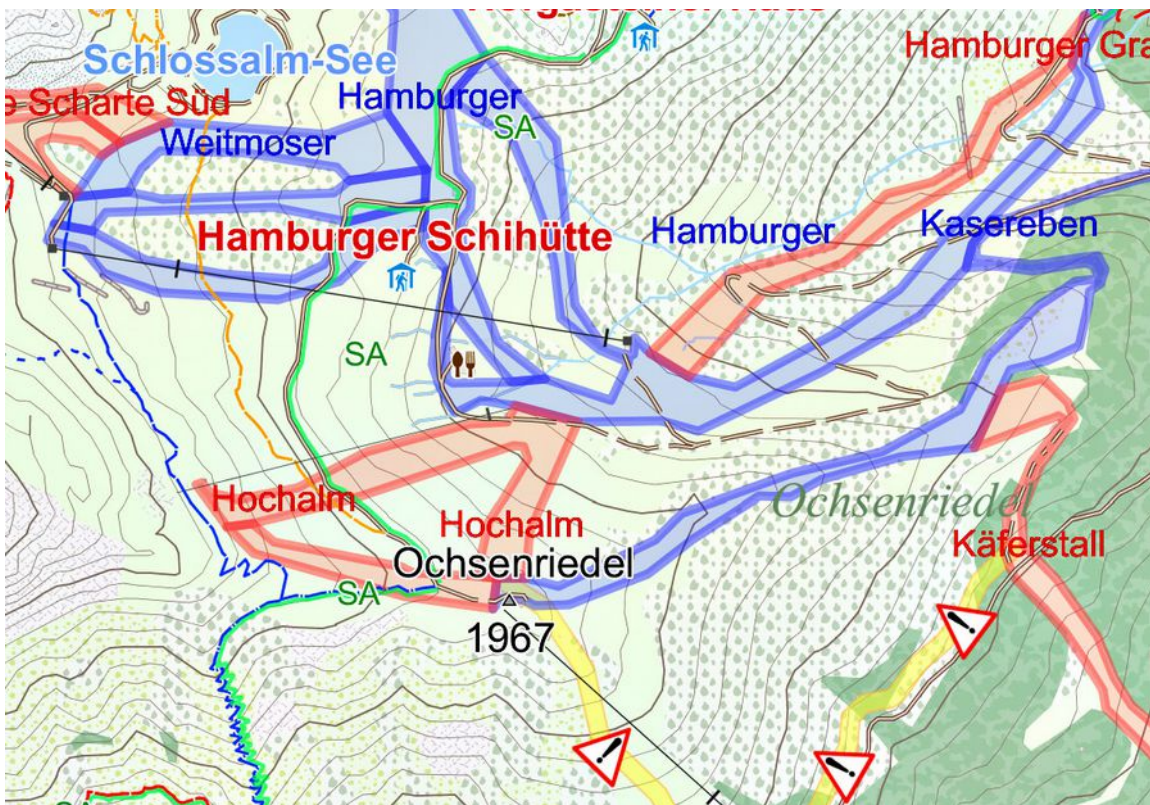 Schlossalm-See
Hamburger Gra
e Scharte Süd
Hamburger
Weitmoser
SA
Hamburger Schihütte
Hamburger
Kasereben
SA
Hochalm
Hochalm
Ochsenriedel
Ochsenriedel
Käferstall
SA
1967